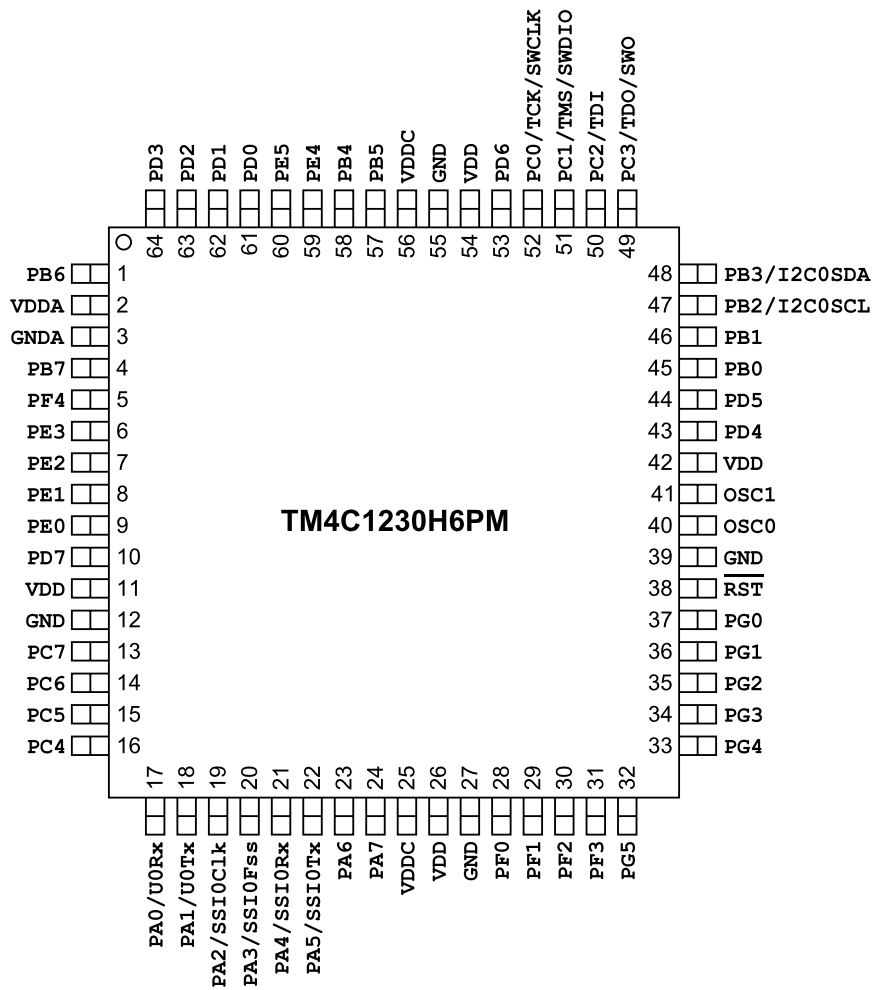 PC0/TCK/SWCLK
PC1/TMS/SWDIO
PC2/TDI
PC3/TDO/SWO
PD3
PD2
PD1
PD0
PE5
PE4
PB4
PB5
VDDC
GND
VDD
PD6
64
63
62
61
60
59
58
57
56
55
54
53
52
51
50
49
PB6 1
VDDA 2
GNDA 3
PB7 4
PF4 5
PE3 6
PE2 7
PE1 8
PE0 9
PD7 10
VDD 11
GND 12
PC7 13
PC6 14
PC5 15
PC4 16
TM4C1230H6PM
48 PB3/I2C0SDA
47 PB2/I2C0SCL
46 PB1
45 PB0
44 PD5
43 PD4
42 VDD
41 OSC1
40 OSC0
39 GND
38 RST
37 PG0
36 PG1
35 PG2
34 PG3
33 PG4
17
18
19
20
21
22
23
24
25
26
27
28
29
30
31
32
PA0/U0Rx
PA1/U0Tx
PA2/SSI0Clk
PA3/SSI0Fss
PA4/SSI0Rx
PA5/SSI0Tx
PA6
PA7
VDDC
VDD
GND
PF0
PF1
PF2
PF3
PG5